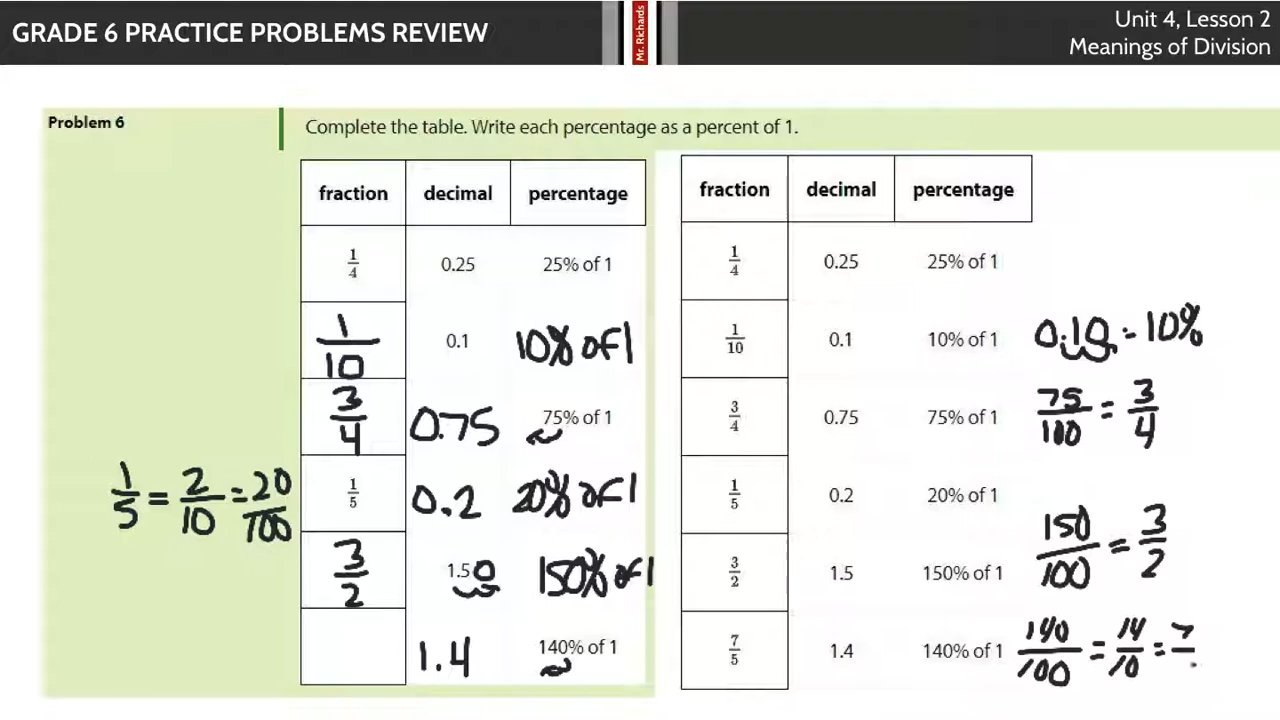 GRADE 6 PRACTICE PROBLEMS REVIEW
Mr. Richards
Unit 4, Lesson 2
Meanings of Division
Problem 6
Complete the table. Write each percentage as a percent of 1.
fraction decimal percentage
1/4 0.25 25% of 1
1/10 0.1 10% of 1
3/4 0.75 75% of 1
1/5 = 2/10 = 20/100
1/5 0.2 20% of 1
3/2 1.50 150% of 1
1.4 140% of 1
fraction decimal percentage
1/4 0.25 25% of 1
1/10 0.1 10% of 1 0.10 = 10%
3/4 0.75 75% of 1 75/100 = 3/4
1/5 0.2 20% of 1
3/2 1.5 150% of 1 150/100 = 3/2
7/5 1.4 140% of 1 140/100 = 14/10 = 7/